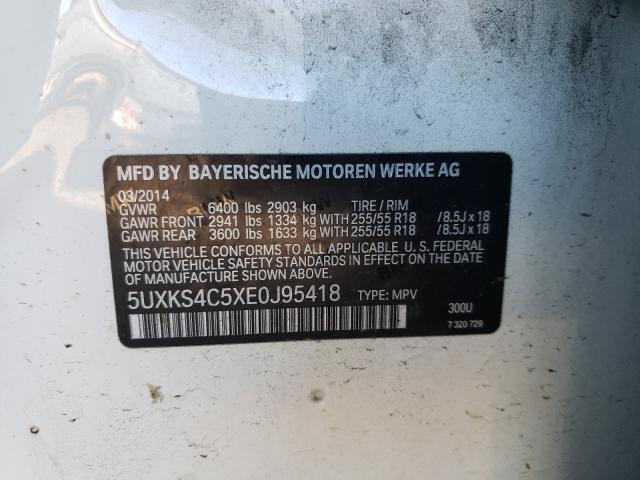 MFD BY BAYERISCHE MOTOREN WERKE AG
03/2014
GVWR 6400 lbs 2903 kg TIRE / RIM
GAWR FRONT 2941 lbs 1334 kg WITH 255/55 R18 /8.5J x 18
GAWR REAR 3600 lbs 1633 kg WITH 255/55 R18 /8.5J x 18
THIS VEHICLE CONFORMS TO ALL APPLICABLE U. S. FEDERAL
MOTOR VEHICLE SAFETY STANDARDS IN EFFECT ON THE DATE
OF MANUFACTURE SHOWN ABOVE.
5UXKS4C5XE0J95418 TYPE: MPV
300U
7 320 729